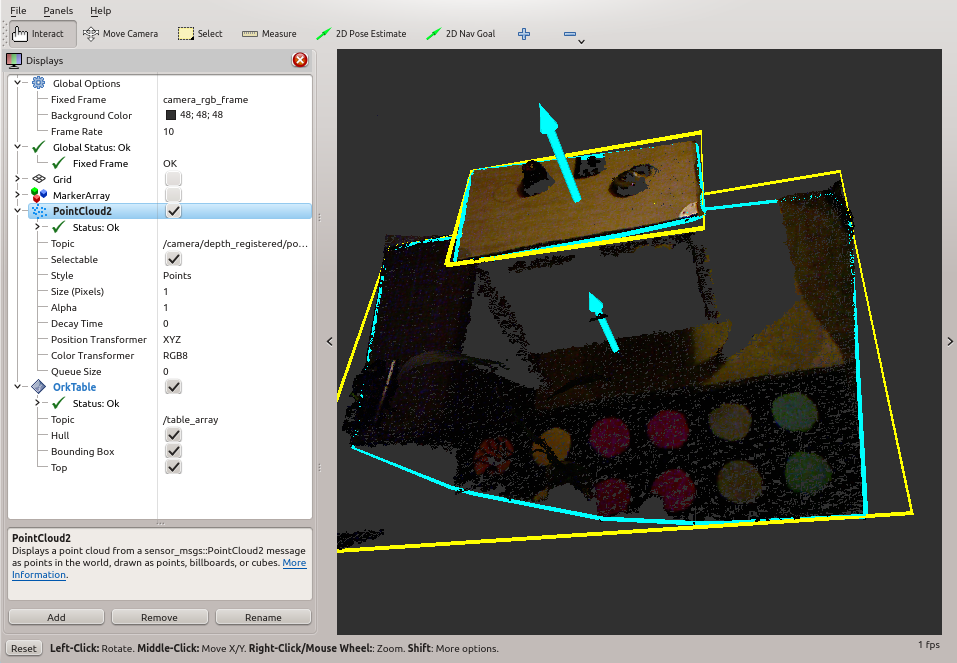 File Panels Help
Interact Move Camera Select Measure 2D Pose Estimate 2D Nav Goal
Displays
Global Options
Fixed Frame camera_rgb_frame
Background Color 48; 48; 48
Frame Rate 10
Global Status: Ok
Fixed Frame OK
Grid
MarkerArray
PointCloud2
Status: Ok
Topic /camera/depth_registered/po...
Selectable
Style Points
Size (Pixels) 1
Alpha 1
Decay Time 0
Position Transformer XYZ
Color Transformer RGB8
Queue Size 0
OrkTable
Status: Ok
Topic /table_array
Hull
Bounding Box
Top
PointCloud2
Displays a point cloud from a sensor_msgs::PointCloud2 message
as points in the world, drawn as points, billboards, or cubes. More
Information.
Add Remove Rename
Reset Left-Click: Rotate. Middle-Click: Move X/Y. Right-Click/Mouse Wheel:: Zoom. Shift: More options. 1 fps